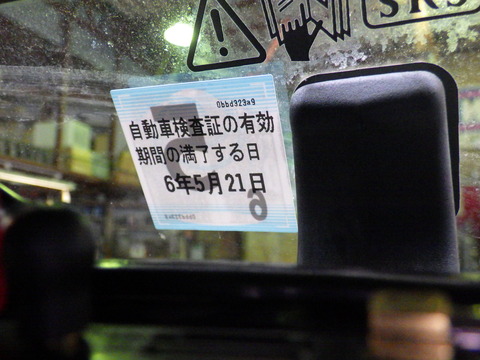 SRS
0bbd323a9
自動車検査証の有効
期間の満了する日
6年5月21日
6